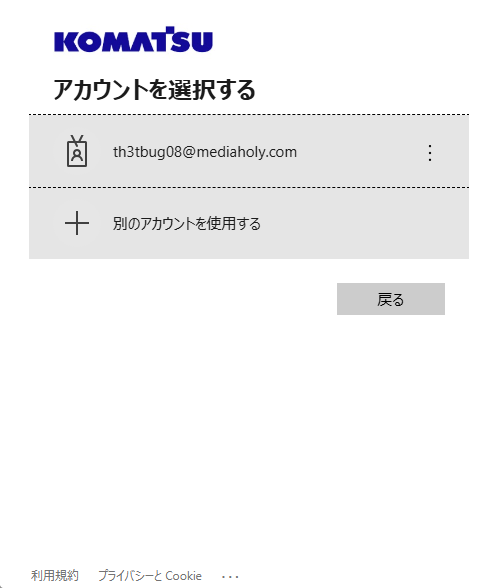 KOMATSU
アカウントを選択する
th3tbug08@mediaholy.com
別のアカウントを使用する
戻る
利用規約 プライバシーと Cookie ...